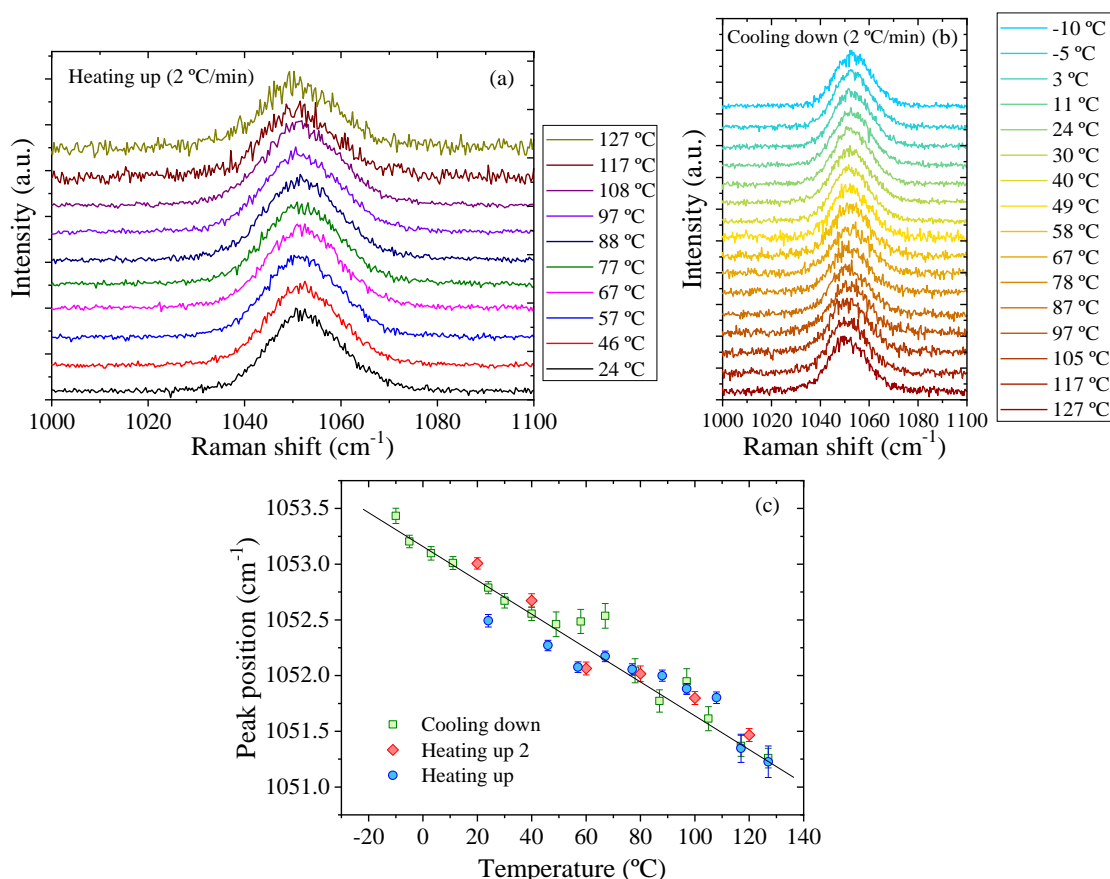 Heating up (2 ºC/min)
(a)
Intensity (a.u.)
1000 1020 1040 1060 1080 1100
Raman shift (cm-1)
127 ºC
117 ºC
108 ºC
97 ºC
88 ºC
77 ºC
67 ºC
57 ºC
46 ºC
24 ºC
Cooling down (2 ºC/min) (b)
Intensity (a.u.)
1000 1020 1040 1060 1080 1100
Raman shift (cm-1)
-10 ºC
-5 ºC
3 ºC
11 ºC
24 ºC
30 ºC
40 ºC
49 ºC
58 ºC
67 ºC
78 ºC
87 ºC
97 ºC
105 ºC
117 ºC
127 ºC
(c)
Peak position (cm-1)
1053.5
1053.0
1052.5
1052.0
1051.5
1051.0
Cooling down
Heating up 2
Heating up
-20 0 20 40 60 80 100 120 140
Temperature (ºC)